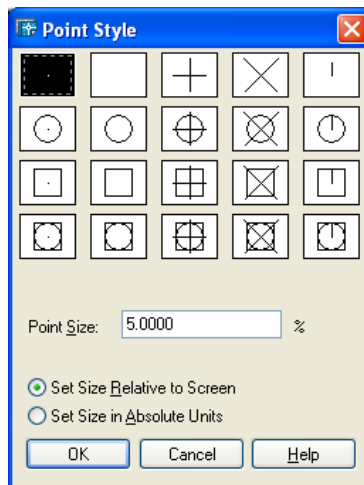 Point Style
Point Size: 5.0000 %
Set Size Relative to Screen
Set Size in Absolute Units
OK Cancel Help